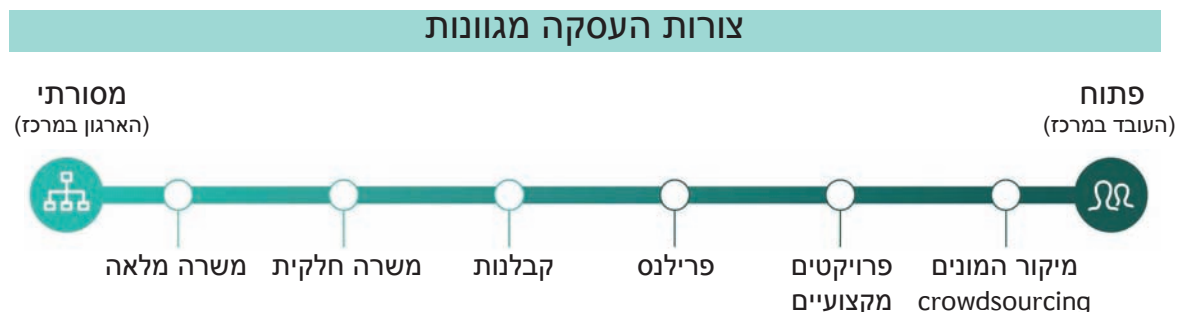 צורות העסקה מגוונות
פתוח
(העובד במרכז)
מסורתי
(הארגון במרכז)
מיקור המונים
crowdsourcing
פרויקטים
מקצועיים
פרילנס
קבלנות
משרה חלקית
משרה מלאה